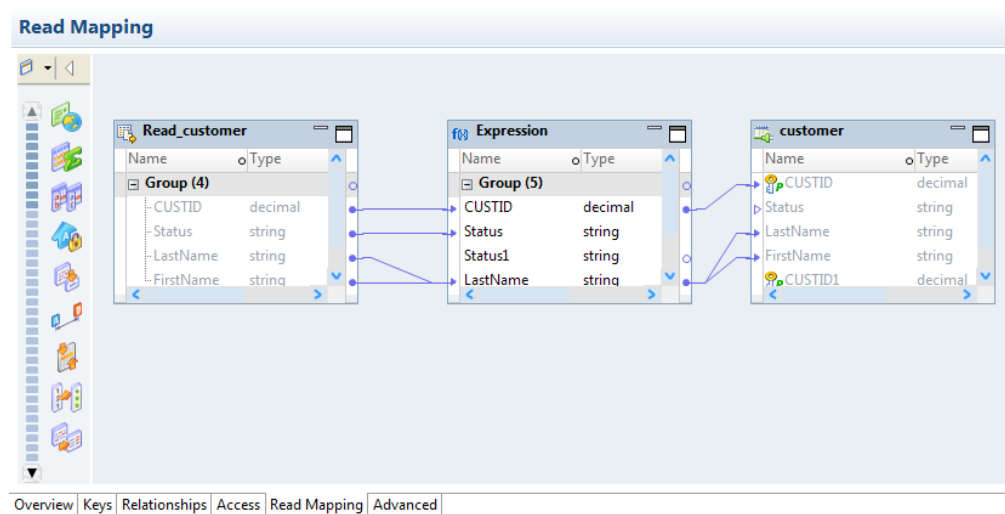 Read Mapping
Read_customer
Name Type
Group (4)
CUSTID decimal
Status string
LastName string
FirstName string
f(x) Expression
Name Type
Group (5)
CUSTID decimal
Status string
Status1 string
LastName string
customer
Name Type
CUSTID decimal
Status string
LastName string
FirstName string
CUSTID1 decimal
Overview Keys Relationships Access Read Mapping Advanced